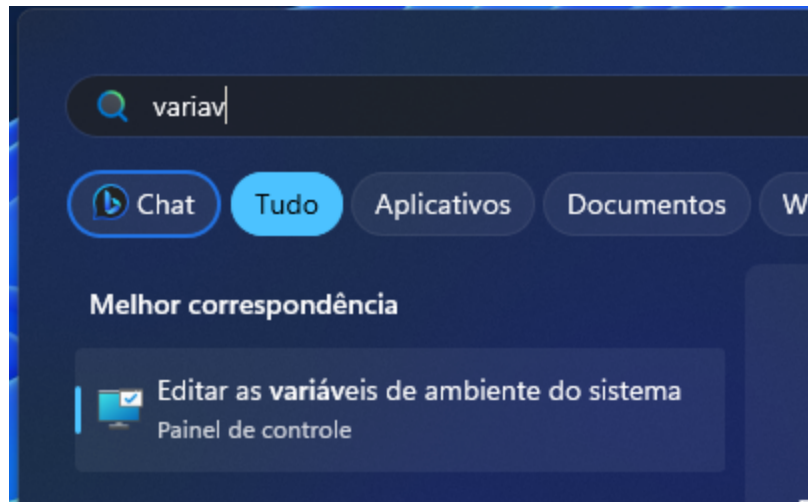 variav
Chat Tudo Aplicativos Documentos W
Melhor correspondência
Editar as variáveis de ambiente do sistema
Painel de controle